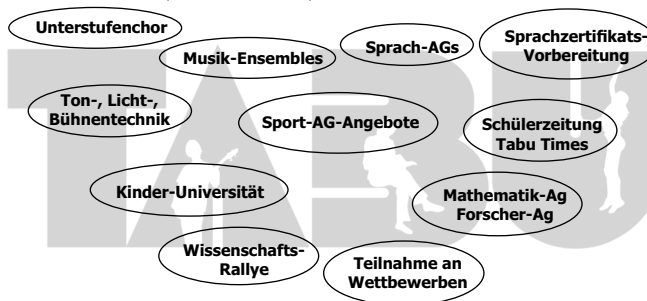 Unterstufenchor
Musik-Ensembles
Sprach-AGs
Sprachzertifikats-
Vorbereitung
Ton-, Licht-,
Bühnentechnik
Sport-AG-Angebote
Schülerzeitung
Tabu Times
Kinder-Universität
Mathematik-Ag
Forscher-Ag
Wissenschafts-
Rallye
Teilnahme an
Wettbewerben
TABU